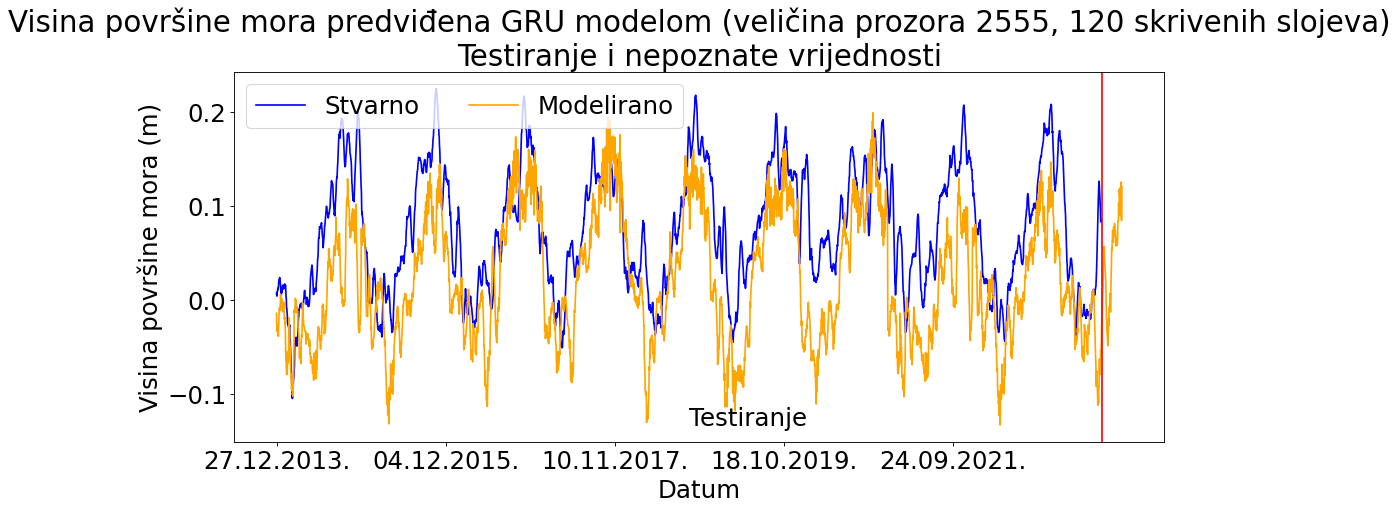 Visina površine mora predviđena GRU modelom (veličina prozora 2555, 120 skrivenih slojeva)
Testiranje i nepoznate vrijednosti
Stvarno Modelirano
Visina površine mora (m)
0.2
0.1
0.0
−0.1
Testiranje
27.12.2013. 04.12.2015. 10.11.2017. 18.10.2019. 24.09.2021.
Datum